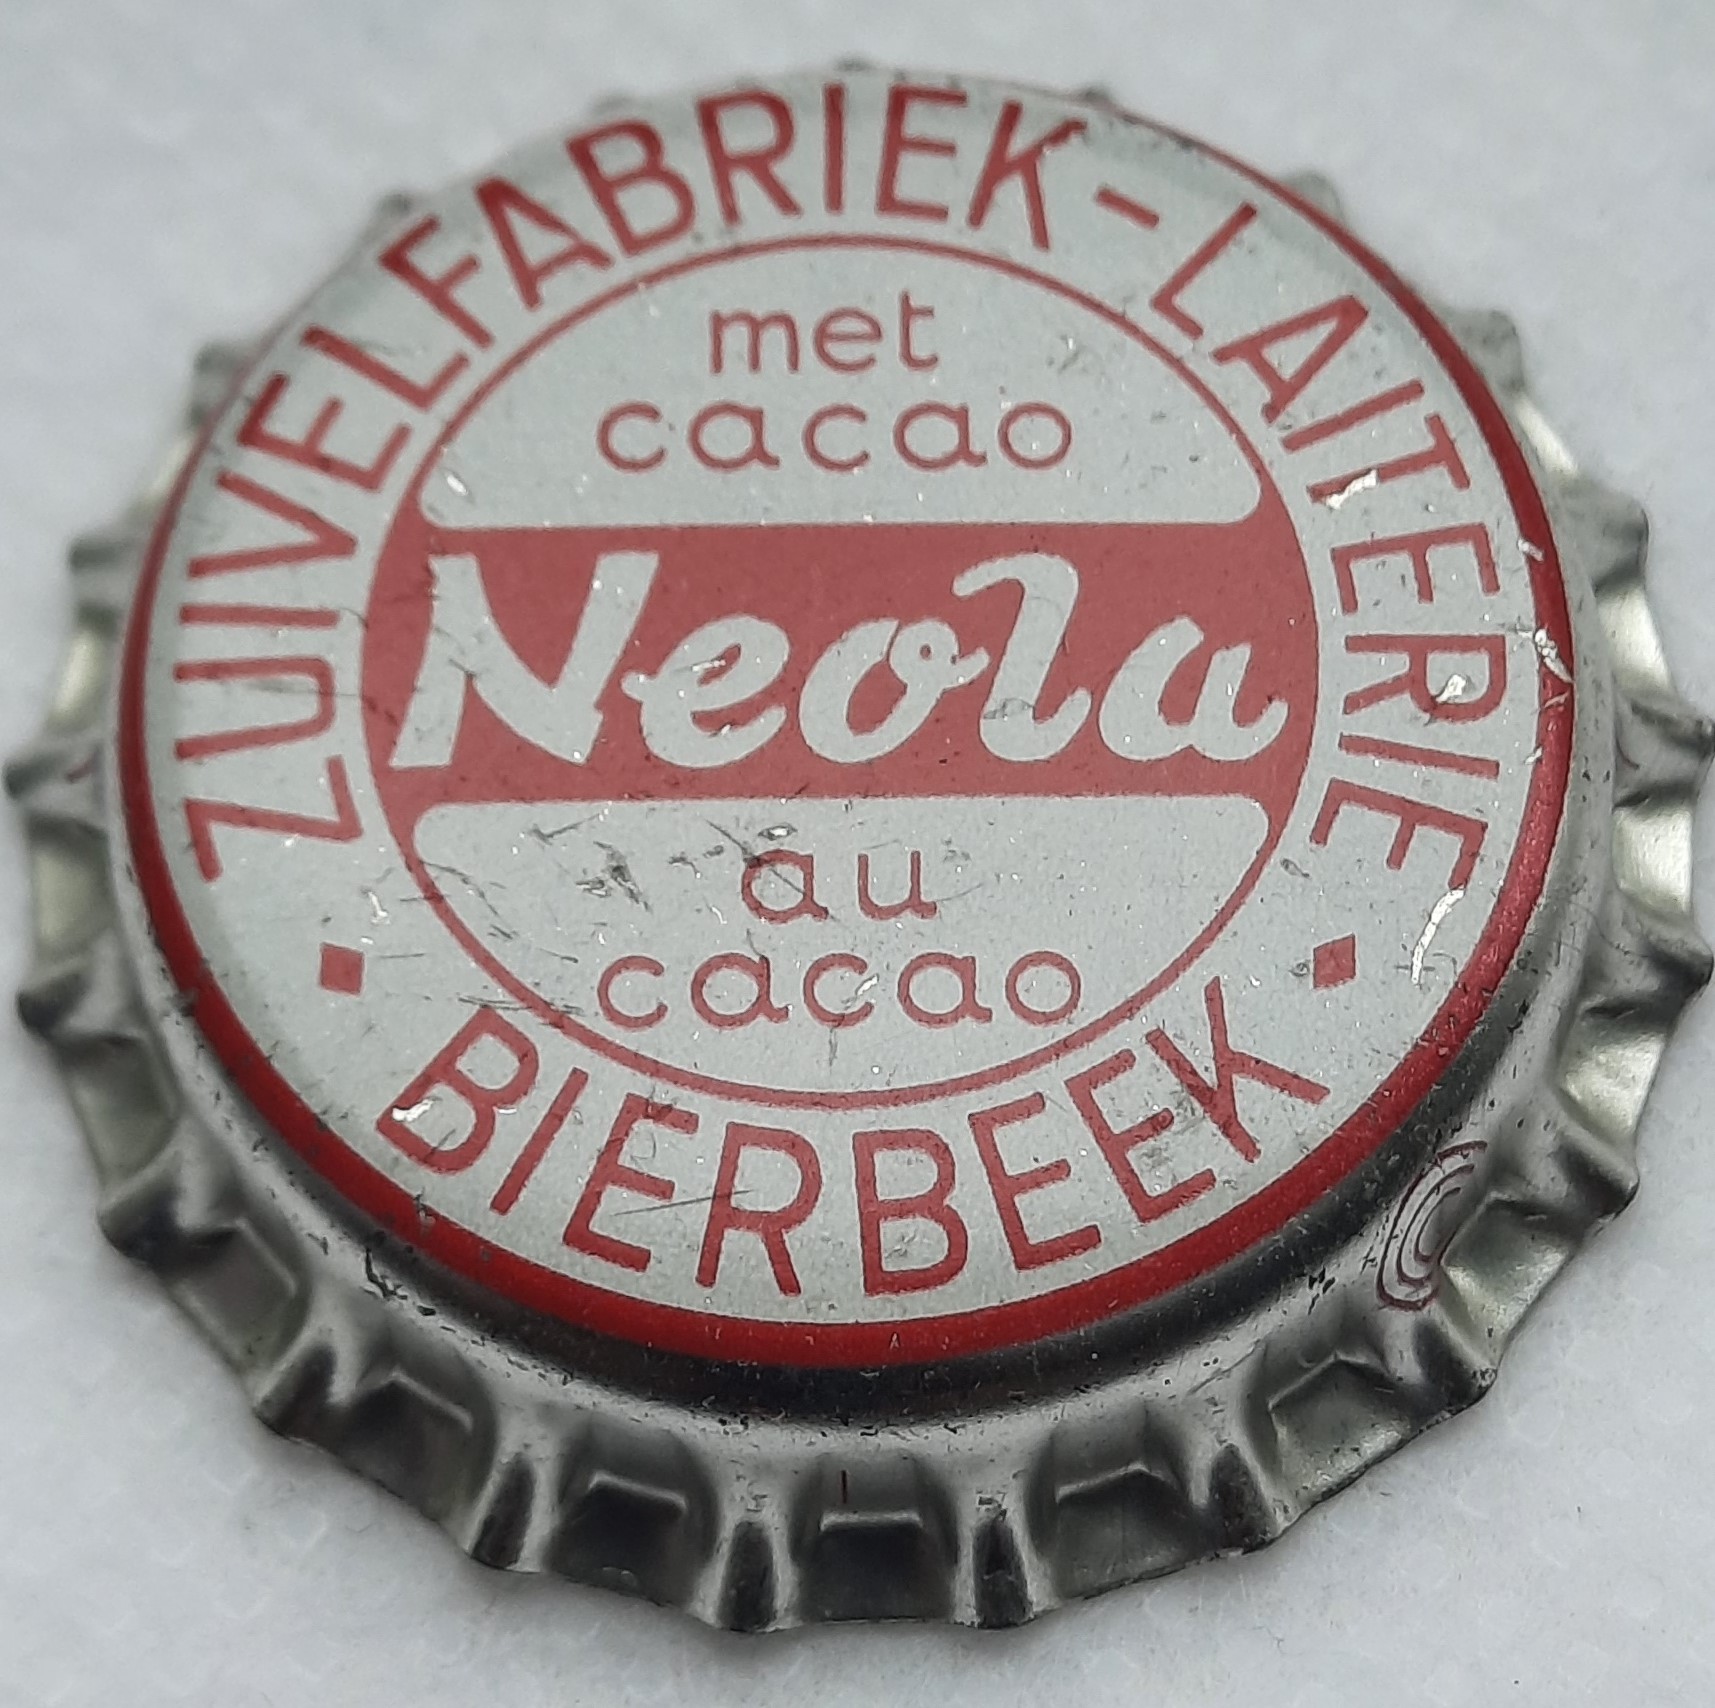 ZUIVELFABRIEK-LAITERIE
met
cacao
Neola
au
cacao
BIERBEEK